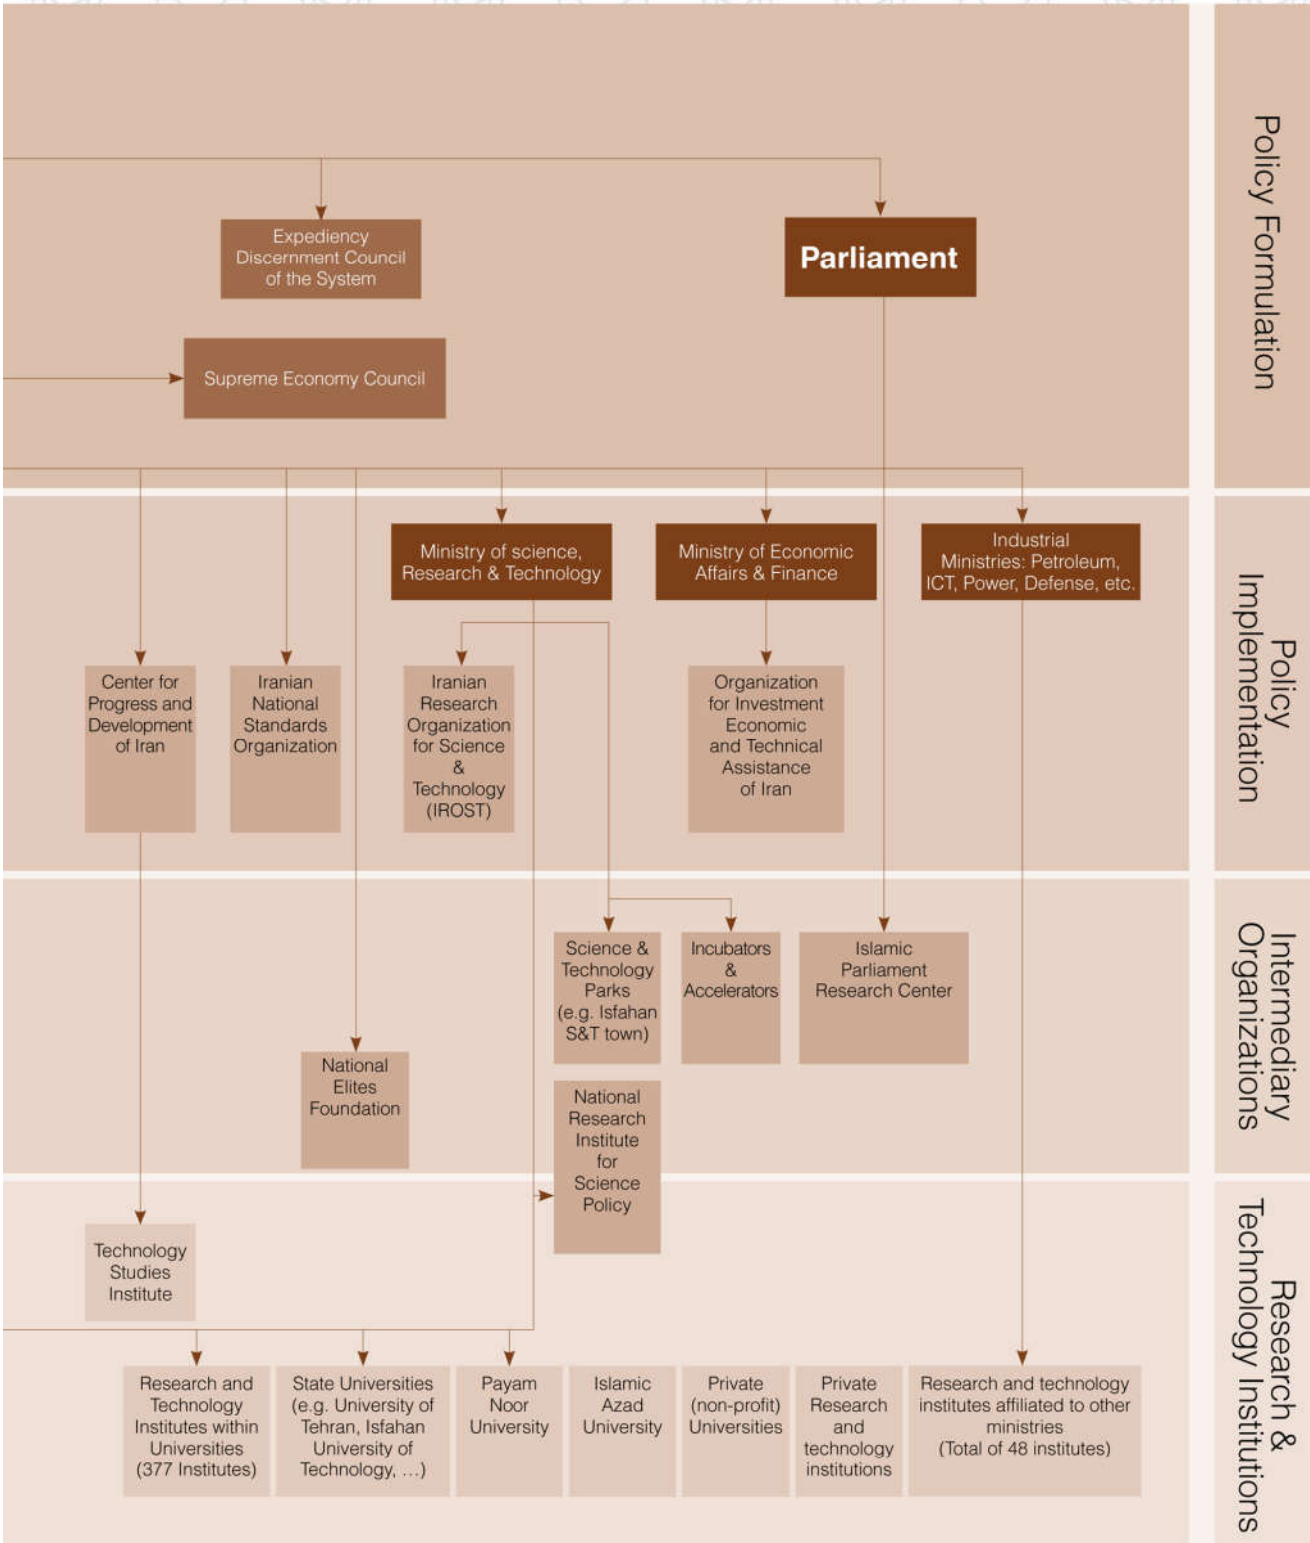 Policy Formulation
Expediency
Discernment Council
of the System
Parliament
Supreme Economy Council
Policy
Implementation
Ministry of science,
Research & Technology
Ministry of Economic
Affairs & Finance
Industrial
Ministries: Petroleum,
ICT, Power, Defense, etc.
Center for
Progress and
Development
of Iran
Iranian
National
Standards
Organization
Iranian
Research
Organization
for Science
&
Technology
(IROST)
Organization
for Investment
Economic
and Technical
Assistance
of Iran
Intermediary
Organizations
Science &
Technology
Parks
(e.g. Isfahan
S&T town)
Incubators
&
Accelerators
Islamic
Parliament
Research Center
National
Elites
Foundation
National
Research
Institute
for
Science
Policy
Research &
Technology Institutions
Technology
Studies
Institute
Research and
Technology
Institutes within
Universities
(377 Institutes)
State Universities
(e.g. University of
Tehran, Isfahan
University of
Technology, …)
Payam
Noor
University
Islamic
Azad
University
Private
(non-profit)
Universities
Private
Research
and
technology
institutions
Research and technology
institutes affiliated to other
ministries
(Total of 48 institutes)